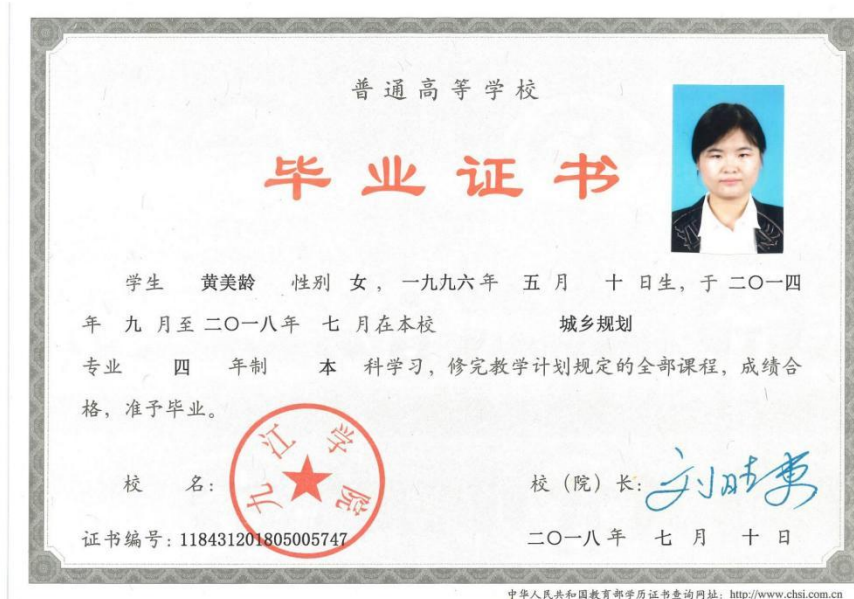 普通高等学校
毕业证书
学生 黄美龄 性别 女，一九九六年 五 月 十 日生，于 二〇一四
年 九 月至 二〇一八年 七 月在本校 城乡规划
专业 四 年制 本 科学习，修完教学计划规定的全部课程，成绩合
格，准予毕业。
九江学院
校 名：
校（院）长：
证书编号：118431201805005747
二〇一八 年 七 月 十 日
中华人民共和国教育部学历证书查询网址：http://www.chsi.com.cn